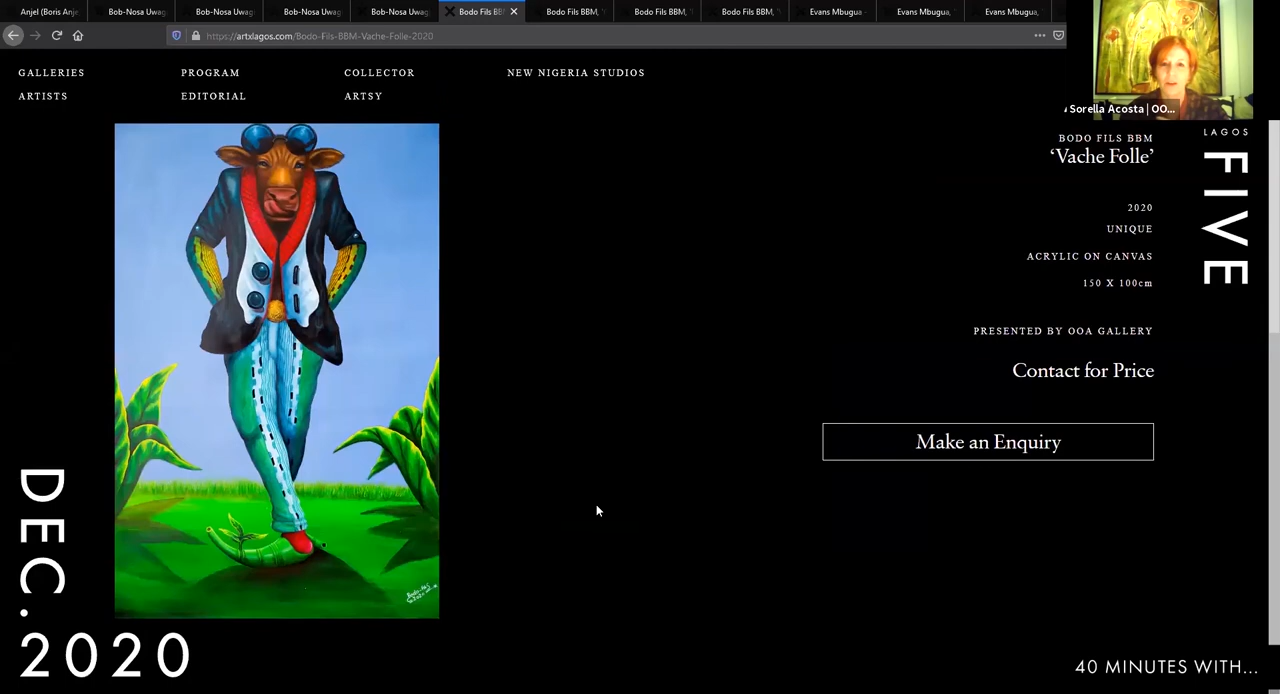 Anjel (Boris Anje
Bob-Nosa Uwag
Bob-Nosa Uwag
Bob-Nosa Uwag
Bob-Nosa Uwag
Bodo Fils BB
Bodo Fils BBM, '
Bodo Fils BBM, '
Bodo Fils BBM, '
Evans Mbugua
Evans Mbugua,
Evans Mbugua,
https://artxlagos.com/Bodo-Fils-BBM-Vache-Folle-2020
GALLERIES
PROGRAM
COLLECTOR
NEW NIGERIA STUDIOS
ARTISTS
EDITORIAL
ARTSY
Sorella Acosta | OO...
LAGOS
FIVE
BODO FILS BBM
‘Vache Folle’
2020
UNIQUE
ACRYLIC ON CANVAS
150 X 100cm
PRESENTED BY OOA GALLERY
Contact for Price
Make an Enquiry
DEC.
2020
40 MINUTES WITH...